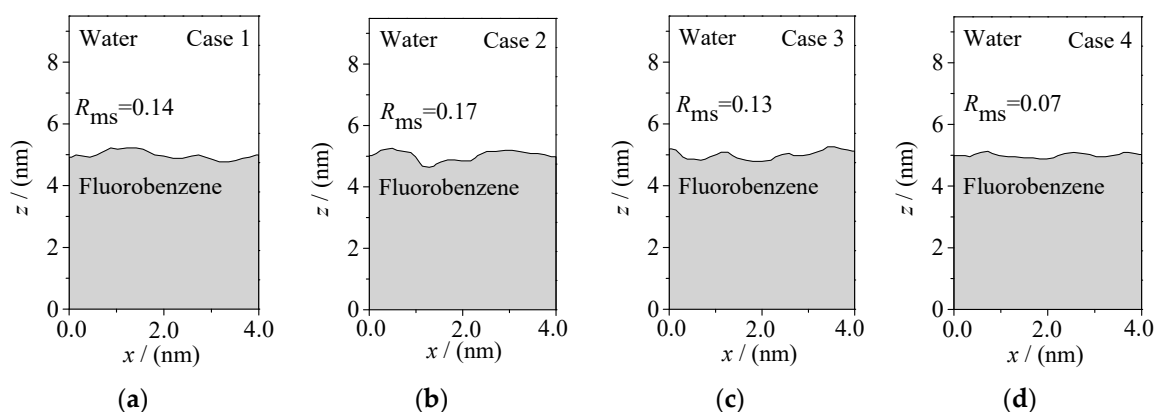 Water Case 1
R_ms=0.14
Fluorobenzene
z / (nm)
8
6
4
2
0
0.0 2.0 4.0
x / (nm)
(a)
Water Case 2
R_ms=0.17
Fluorobenzene
z / (nm)
8
6
4
2
0
0.0 2.0 4.0
x / (nm)
(b)
Water Case 3
R_ms=0.13
Fluorobenzene
z / (nm)
8
6
4
2
0
0.0 2.0 4.0
x / (nm)
(c)
Water Case 4
R_ms=0.07
Fluorobenzene
z / (nm)
8
6
4
2
0
0.0 2.0 4.0
x / (nm)
(d)